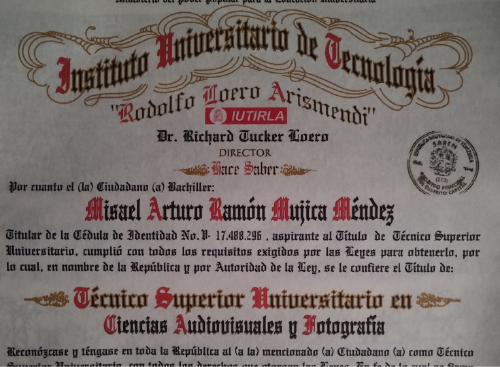 Ministerio del Poder Popular para la Educación Universitaria
Instituto Universitario de Tecnología
"Rodolfo Loero Arismendi"
IUTIRLA
Dr. Richard Tucker Loero
DIRECTOR
Hace Saber
Por cuanto el (la) Ciudadano (a) Bachiller:
Misael Arturo Ramón Mujica Méndez
Titular de la Cédula de Identidad No. V- 17.488.296 , aspirante al Título de Técnico Superior
Universitario, cumplió con todos los requisitos exigidos por las Leyes para obtenerlo, por
lo cual, en nombre de la República y por Autoridad de la Ley, se le confiere el Título de:
Técnico Superior Universitario en
Ciencias Audiovisuales y Fotografía
Reconózcase y téngase en toda la República al (a la) mencionado (a) Ciudadano (a) como Técnico
Superior Universitario, con todos los derechos que otorgan las Leyes. En fe de lo cual se firma
SAREN